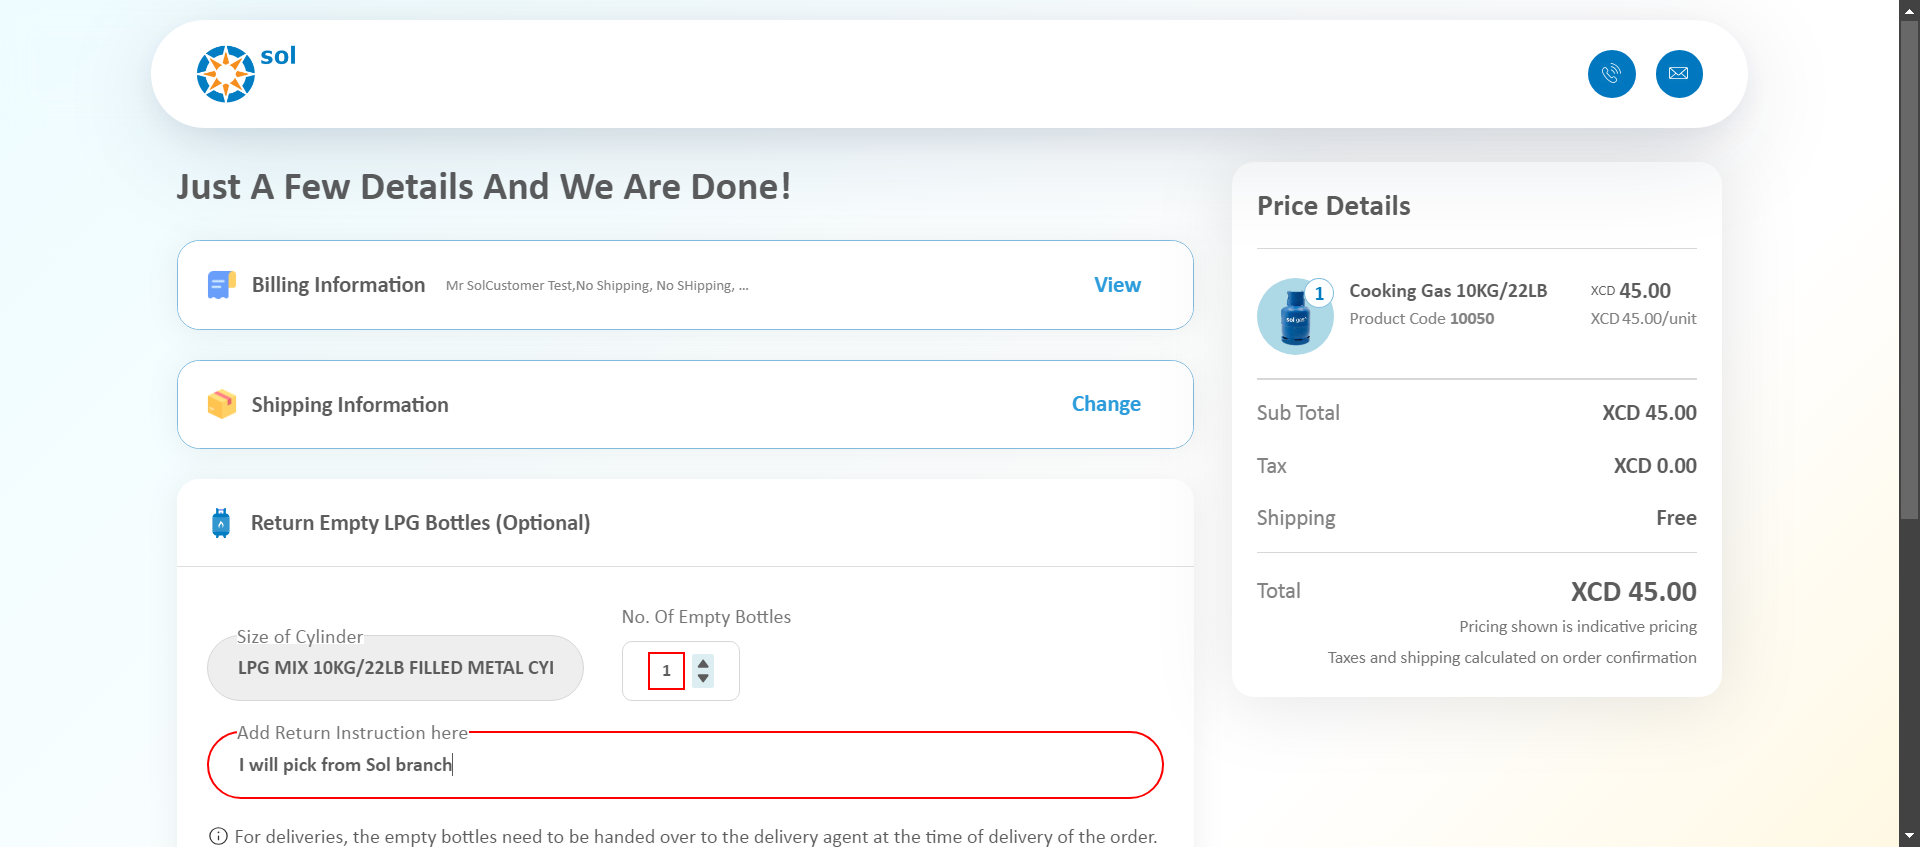 sol
Just A Few Details And We Are Done!
Billing Information
Mr SolCustomer Test,No Shipping, No SHipping, ...
View
Shipping Information
Change
Return Empty LPG Bottles (Optional)
Size of Cylinder
LPG MIX 10KG/22LB FILLED METAL CYI
No. Of Empty Bottles
1
Add Return Instruction here
I will pick from Sol branch
For deliveries, the empty bottles need to be handed over to the delivery agent at the time of delivery of the order.
Price Details
sol gas
1
Cooking Gas 10KG/22LB
XCD 45.00
Product Code 10050
XCD 45.00/unit
Sub Total
XCD 45.00
Tax
XCD 0.00
Shipping
Free
Total
XCD 45.00
Pricing shown is indicative pricing
Taxes and shipping calculated on order confirmation